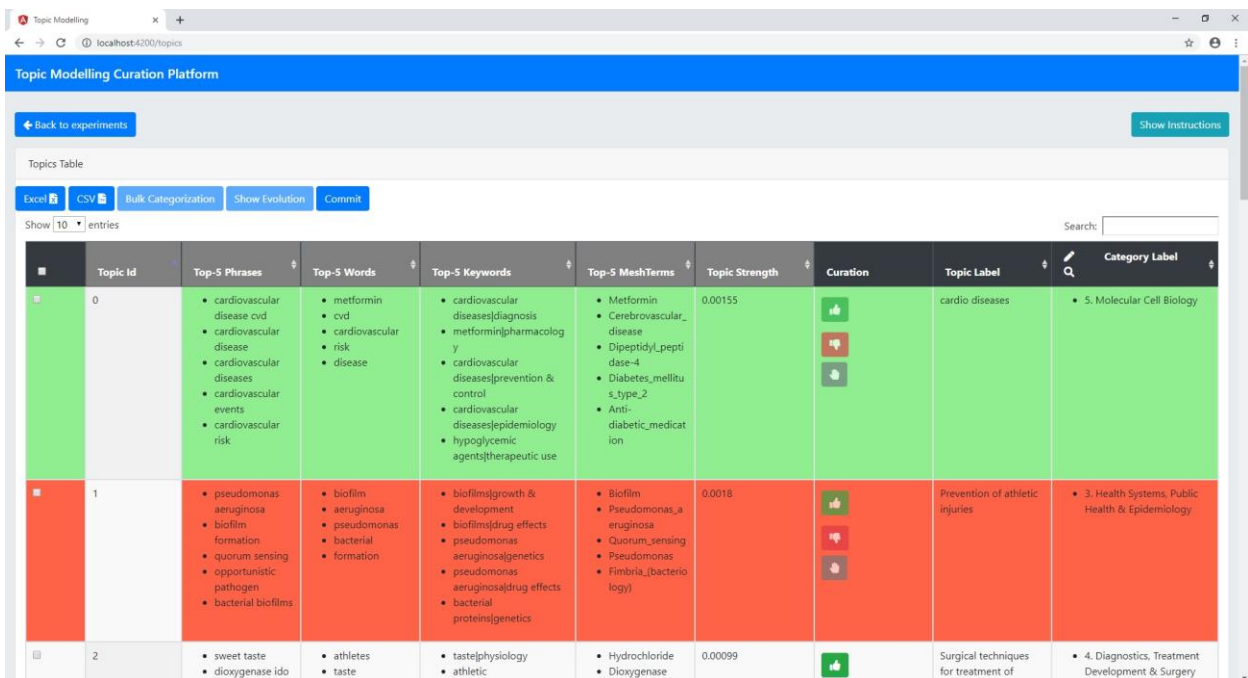 Topic Modelling
localhost:4200/topics
Topic Modelling Curation Platform
Back to experiments
Show Instructions
Topics Table
Excel CSV Bulk Categorization Show Evolution Commit
Show 10 entries
Search:
Topic Id Top-5 Phrases Top-5 Words Top-5 Keywords Top-5 MeshTerms Topic Strength Curation Topic Label Category Label
0
cardiovascular
disease cvd
cardiovascular
disease
cardiovascular
diseases
cardiovascular
events
cardiovascular
risk
metformin
cvd
cardiovascular
risk
disease
cardiovascular
diseases|diagnosis
metformin|pharmacolog
y
cardiovascular
diseases|prevention &
control
cardiovascular
diseases|epidemiology
hypoglycemic
agents|therapeutic use
Metformin
Cerebrovascular_
disease
Dipeptidyl_pepti
dase-4
Diabetes_mellitu
s_type_2
Anti-
diabetic_medicat
ion
0.00155
cardio diseases
5. Molecular Cell Biology
1
pseudomonas
aeruginosa
biofilm
formation
quorum sensing
opportunistic
pathogen
bacterial biofilms
biofilm
aeruginosa
pseudomonas
bacterial
formation
biofilms|growth &
development
biofilms|drug effects
pseudomonas
aeruginosa|genetics
pseudomonas
aeruginosa|drug effects
bacterial
proteins|genetics
Biofilm
Pseudomonas_a
eruginosa
Quorum_sensing
Pseudomonas
Fimbria_(bacterio
logy)
0.0018
Prevention of athletic
injuries
3. Health Systems, Public
Health & Epidemiology
2
sweet taste
dioxygenase ido
athletes
taste
taste|physiology
athletic
Hydrochloride
Dioxygenase
0.00099
Surgical techniques
for treatment of
4. Diagnostics, Treatment
Development & Surgery